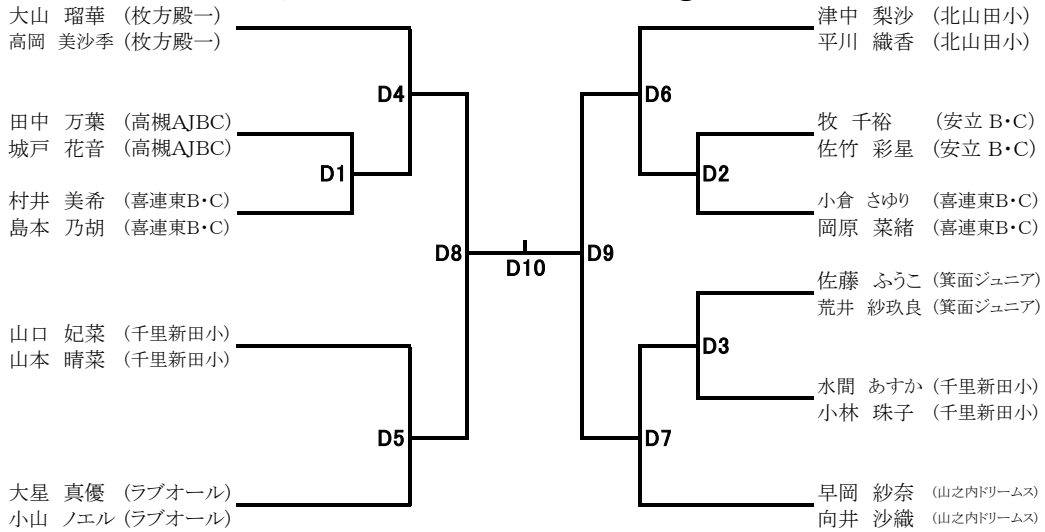 大山 瑠華 (枚方殿一)
高岡 美沙季 (枚方殿一)
D4
田中 万葉 (高槻AJBC)
城戸 花音 (高槻AJBC)
D1
村井 美希 (喜連東B・C)
島本 乃胡 (喜連東B・C)
D8
山口 妃菜 (千里新田小)
山本 晴菜 (千里新田小)
D5
大星 真優 (ラブオール)
小山 ノエル (ラブオール)
D10
津中 梨沙 (北山田小)
平川 織香 (北山田小)
D6
牧 千裕 (安立 B・C)
佐竹 彩星 (安立 B・C)
D2
小倉 さゆり (喜連東B・C)
岡原 菜緒 (喜連東B・C)
D9
佐藤 ふうこ (箕面ジュニア)
荒井 紗玖良 (箕面ジュニア)
D3
水間 あすか (千里新田小)
小林 珠子 (千里新田小)
D7
早岡 紗奈 (山之内ドリームス)
向井 沙織 (山之内ドリームス)